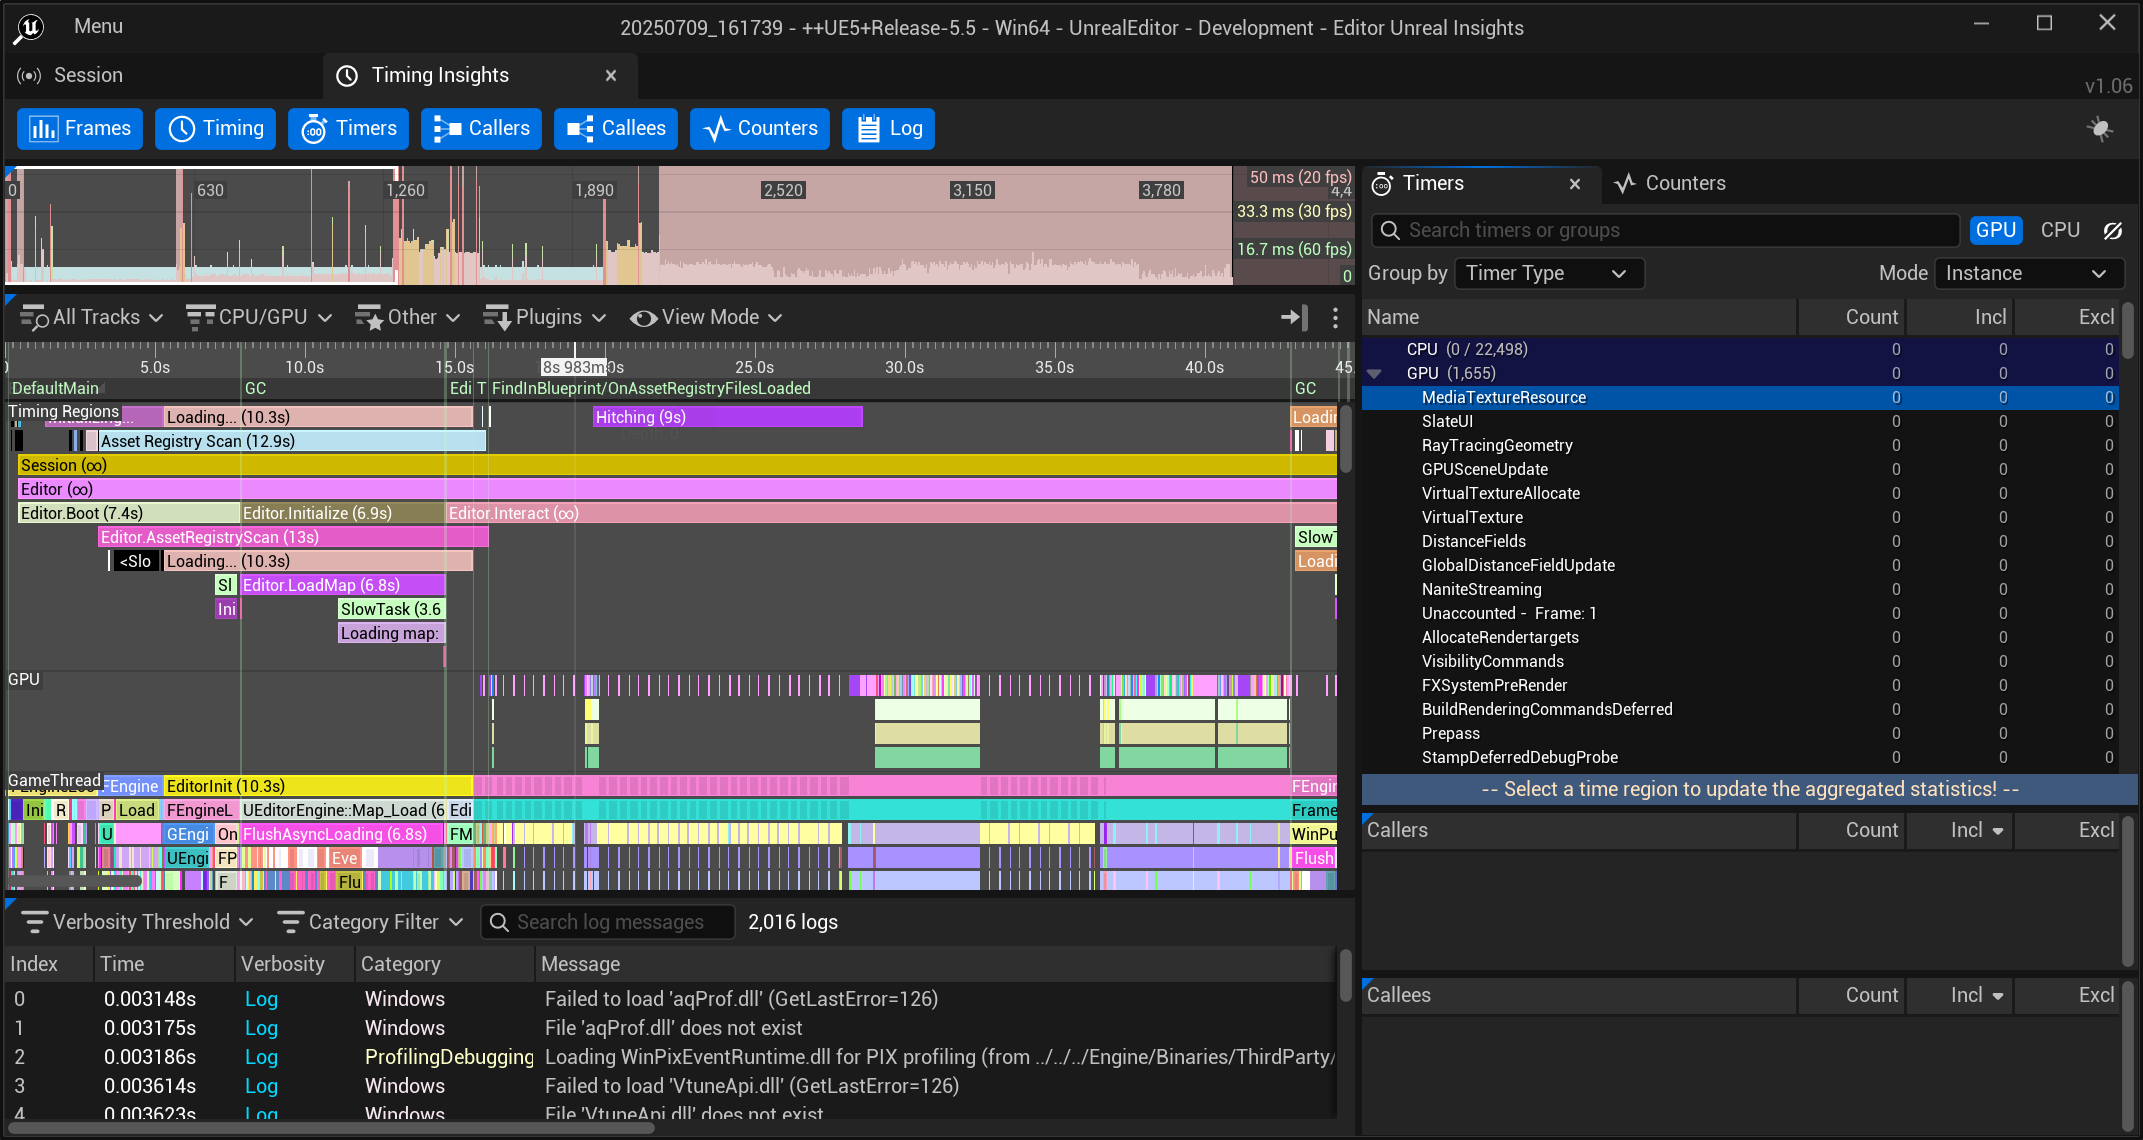 Menu
20250709_161739 - ++UE5+Release-5.5 - Win64 - UnrealEditor - Development - Editor Unreal Insights
Session
Timing Insights
v1.06
Frames
Timing
Timers
Callers
Callees
Counters
Log
0
630
1,260
1,890
2,520
3,150
3,780
4,4
50 ms (20 fps)
33.3 ms (30 fps)
16.7 ms (60 fps)
0
All Tracks
CPU/GPU
Other
Plugins
View Mode
5.0s 10.0s 15.0s 8s 983ms 25.0s 30.0s 35.0s 40.0s 45.
DefaultMain GC Edi T FindInBlueprint/OnAssetRegistryFilesLoaded GC
Timing Regions Loading... (10.3s) Hitching (9s) Loadin
Asset Registry Scan (12.9s)
Session (∞)
Editor (∞)
Editor.Boot (7.4s) Editor.Initialize (6.9s) Editor.Interact (∞)
Editor.AssetRegistryScan (13s) SlowT
<Slo Loading... (10.3s) Loadi
Sl Editor.LoadMap (6.8s)
Ini SlowTask (3.6
Loading map:
GPU
GameThread FEngine EditorInit (10.3s) FEngin
Ini R P Load FEngineL UEditorEngine::Map_Load (6 Edi Frame
U GEngi On FlushAsyncLoading (6.8s) FM WinPu
UEngi FP Eve Flush
F Flu
Verbosity Threshold
Category Filter
Search log messages
2,016 logs
Index Time Verbosity Category Message
0 0.003148s Log Windows Failed to load 'aqProf.dll' (GetLastError=126)
1 0.003175s Log Windows File 'aqProf.dll' does not exist
2 0.003186s Log ProfilingDebugging Loading WinPixEventRuntime.dll for PIX profiling (from ../../../Engine/Binaries/ThirdParty/
3 0.003614s Log Windows Failed to load 'VtuneApi.dll' (GetLastError=126)
4 0.003623s Log Windows File 'VtuneApi.dll' does not exist
Timers
Counters
Search timers or groups
GPU
CPU
Group by Timer Type
Mode Instance
Name Count Incl Excl
CPU (0 / 22,498) 0 0 0
GPU (1,655) 0 0 0
MediaTextureResource 0 0 0
SlateUI 0 0 0
RayTracingGeometry 0 0 0
GPUSceneUpdate 0 0 0
VirtualTextureAllocate 0 0 0
VirtualTexture 0 0 0
DistanceFields 0 0 0
GlobalDistanceFieldUpdate 0 0 0
NaniteStreaming 0 0 0
Unaccounted - Frame: 1 0 0 0
AllocateRendertargets 0 0 0
VisibilityCommands 0 0 0
FXSystemPreRender 0 0 0
BuildRenderingCommandsDeferred 0 0 0
Prepass 0 0 0
StampDeferredDebugProbe 0 0 0
-- Select a time region to update the aggregated statistics! --
Callers Count Incl Excl
Callees Count Incl Excl